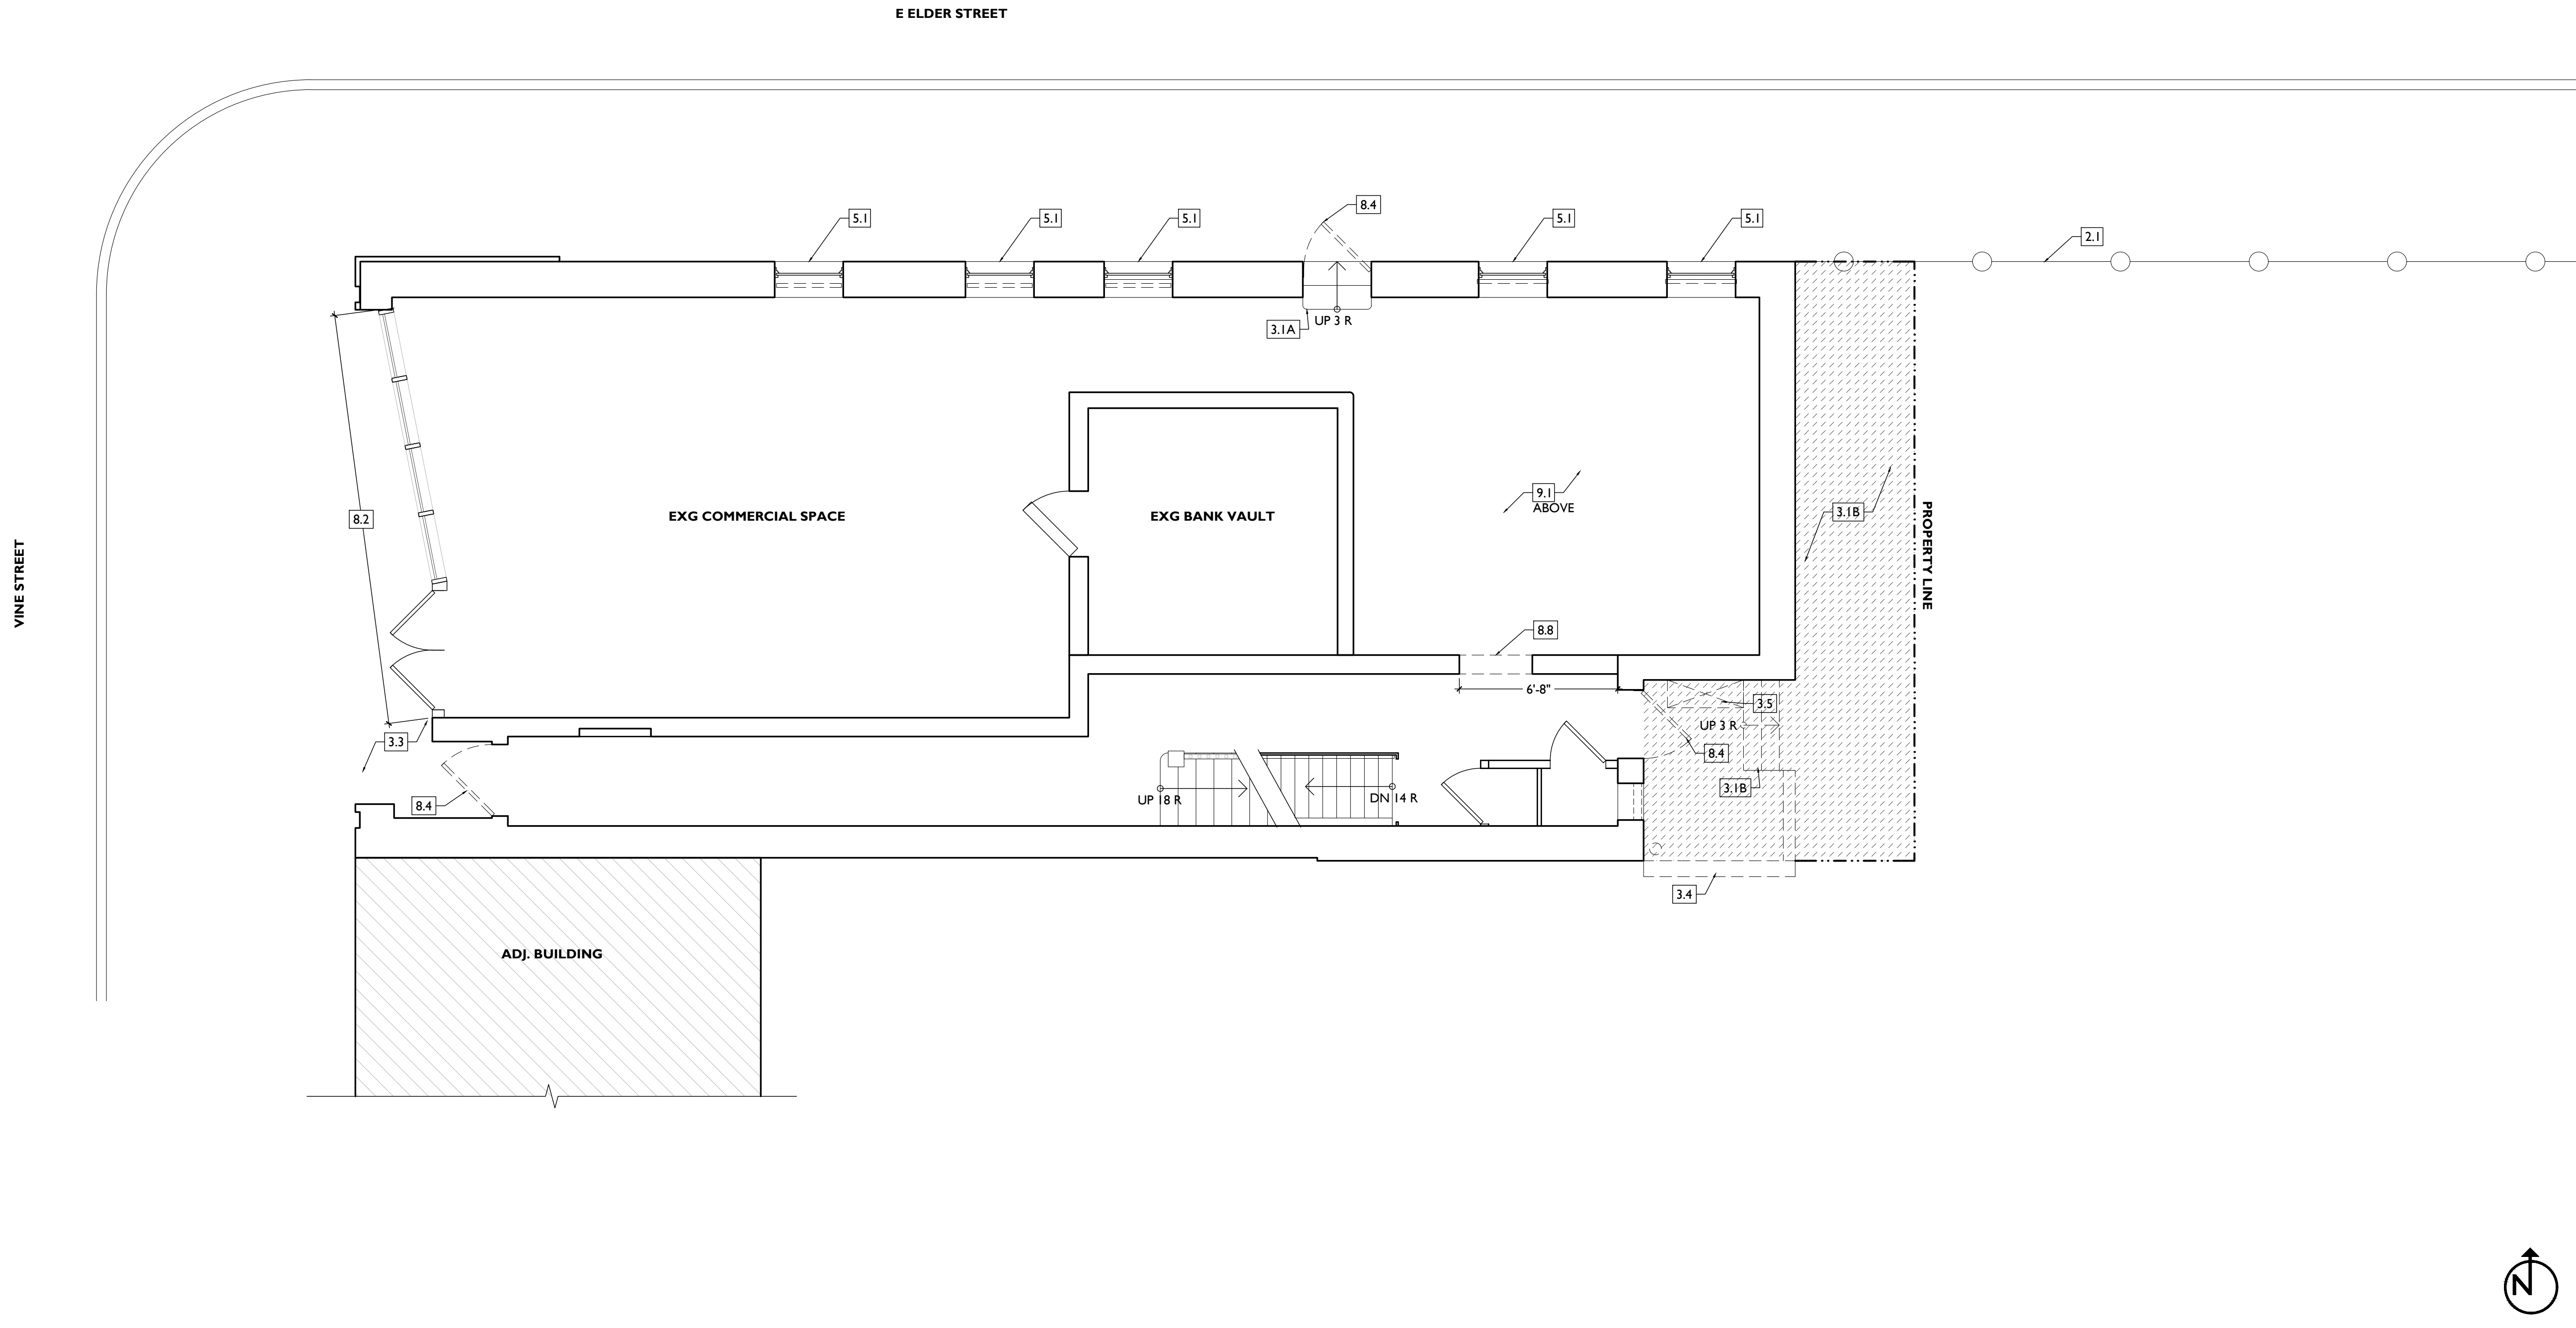 E ELDER STREET
8.4
5.1
5.1
5.1
5.1
5.1
2.1
3.1A
UP 3 R
9.1
ABOVE
3.1B
EXG COMMERCIAL SPACE
EXG BANK VAULT
8.2
PROPERTY LINE
VINE STREET
8.8
6'-8"
3.5
UP 3 R
3.3
8.4
3.1B
8.4
UP 18 R
DN 14 R
3.4
ADJ. BUILDING
N